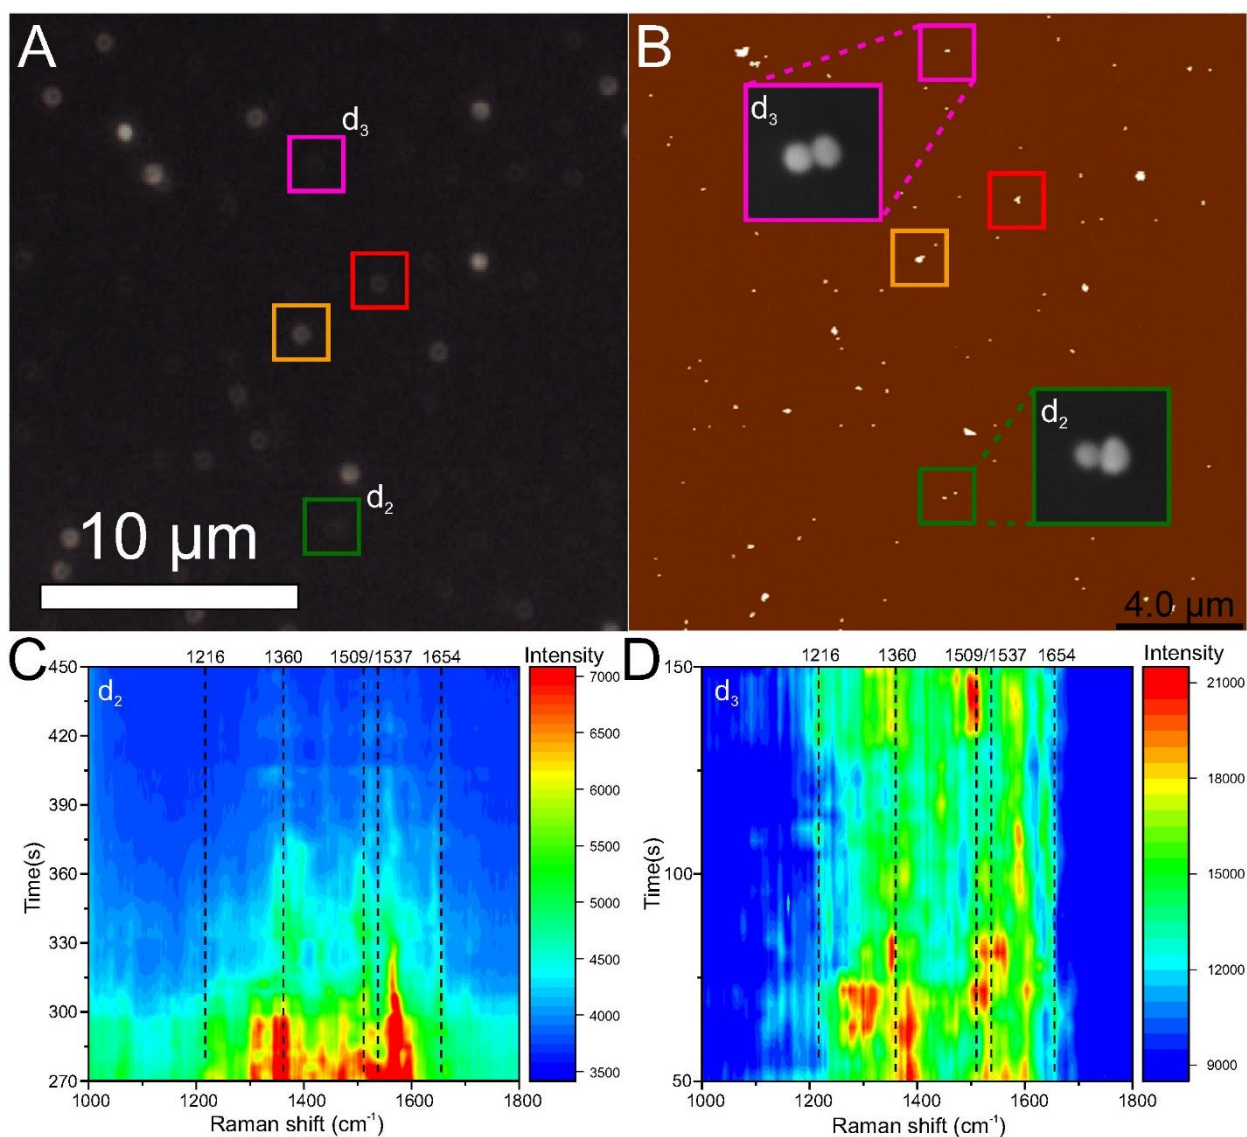 A
B
d3
d3
d2
d2
10 μm
4.0 μm
C
1216 1360 1509/1537 1654 Intensity
D
1216 1360 1509/1537 1654 Intensity
d2
450
420
390
360
330
300
270
Time(s)
1000 1200 1400 1600 1800
Raman shift (cm-1)
7000
6500
6000
5500
5000
4500
4000
3500
d3
150
100
50
Time(s)
1000 1200 1400 1600 1800
Raman shift (cm-1)
21000
18000
15000
12000
9000